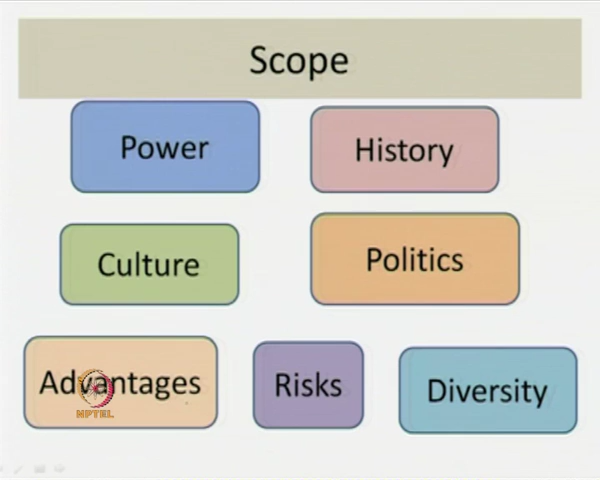 Scope
Power
History
Culture
Politics
Advantages
Risks
Diversity
NPTEL